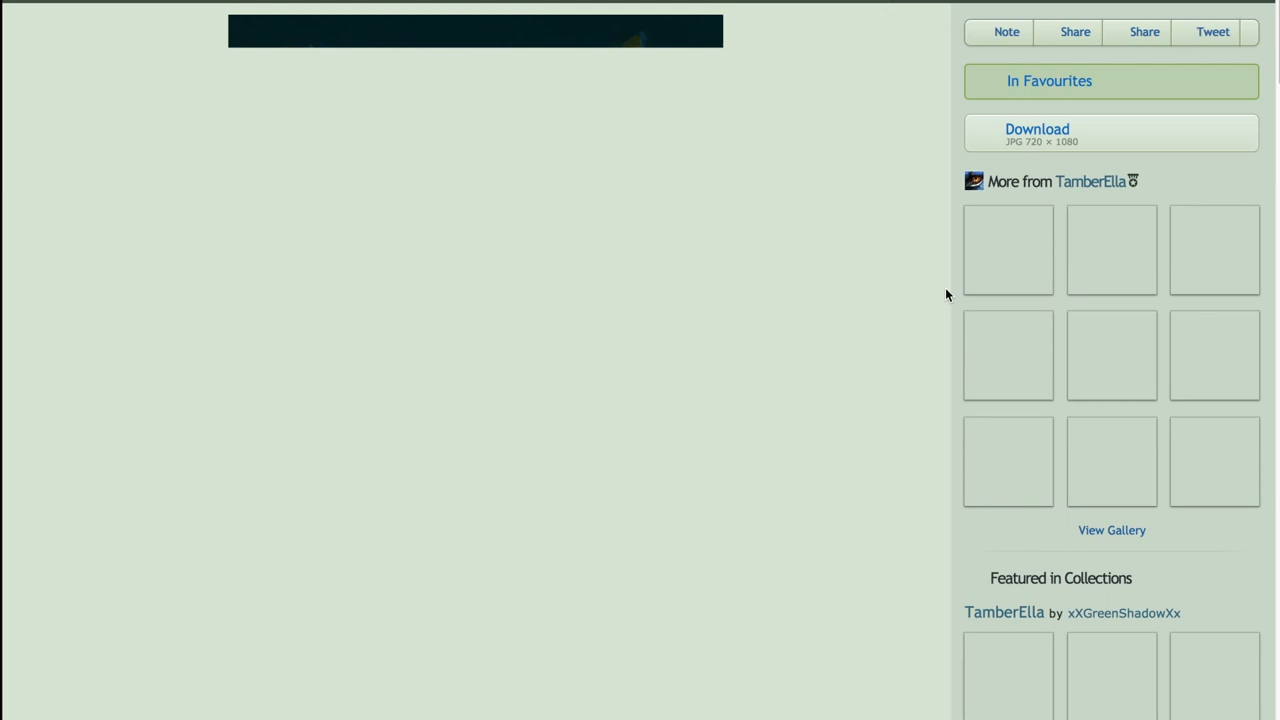 Note Share Share Tweet
In Favourites
Download
JPG 720 × 1080
More from TamberElla
View Gallery
Featured in Collections
TamberElla by xXGreenShadowXx